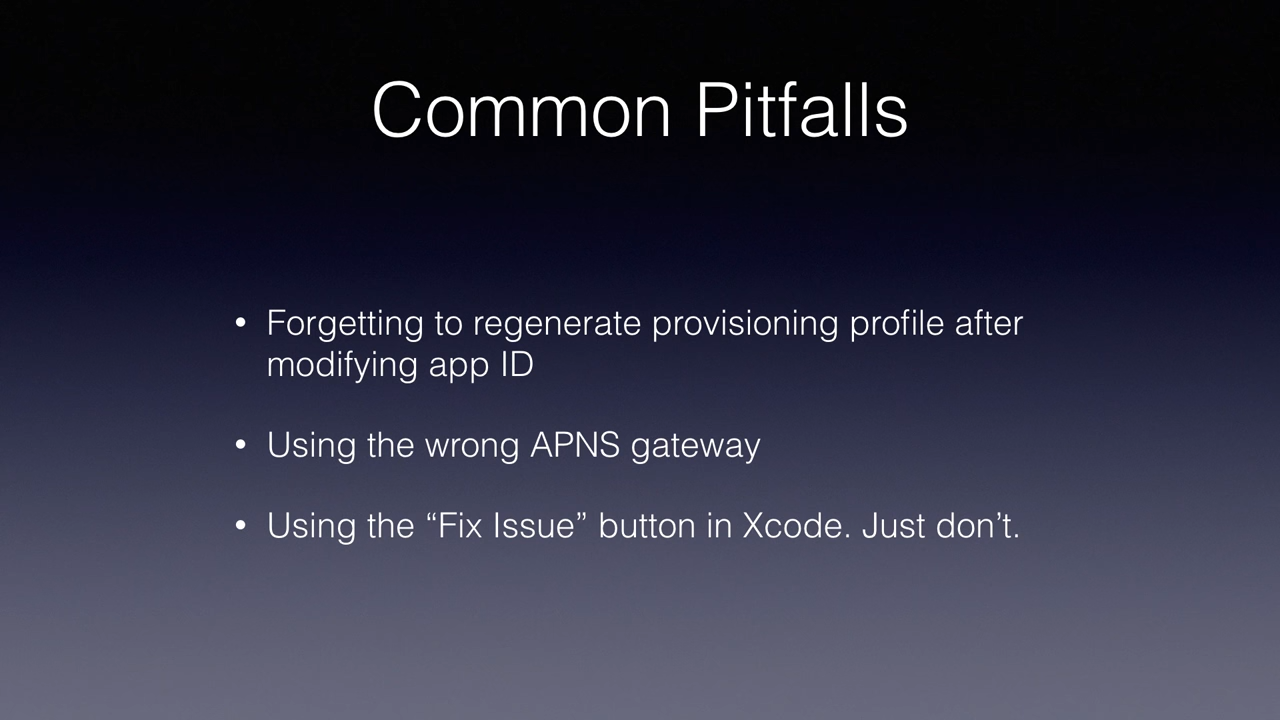 Common Pitfalls
• Forgetting to regenerate provisioning profile after
modifying app ID
• Using the wrong APNS gateway
• Using the “Fix Issue” button in Xcode. Just don’t.